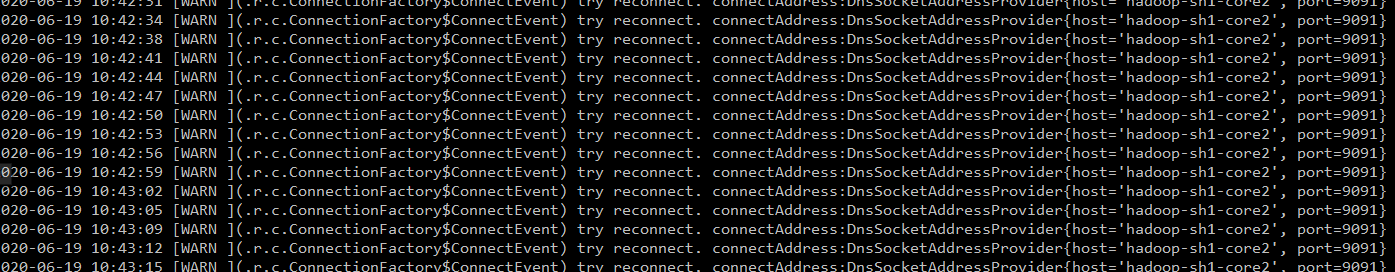 020-06-19 10:42:31 [WARN ](.r.c.ConnectionFactory$ConnectEvent) try reconnect. connectAddress:DnsSocketAddressProvider{host='hadoop-sh1-core2', port=9091}
020-06-19 10:42:34 [WARN ](.r.c.ConnectionFactory$ConnectEvent) try reconnect. connectAddress:DnsSocketAddressProvider{host='hadoop-sh1-core2', port=9091}
020-06-19 10:42:38 [WARN ](.r.c.ConnectionFactory$ConnectEvent) try reconnect. connectAddress:DnsSocketAddressProvider{host='hadoop-sh1-core2', port=9091}
020-06-19 10:42:41 [WARN ](.r.c.ConnectionFactory$ConnectEvent) try reconnect. connectAddress:DnsSocketAddressProvider{host='hadoop-sh1-core2', port=9091}
020-06-19 10:42:44 [WARN ](.r.c.ConnectionFactory$ConnectEvent) try reconnect. connectAddress:DnsSocketAddressProvider{host='hadoop-sh1-core2', port=9091}
020-06-19 10:42:47 [WARN ](.r.c.ConnectionFactory$ConnectEvent) try reconnect. connectAddress:DnsSocketAddressProvider{host='hadoop-sh1-core2', port=9091}
020-06-19 10:42:50 [WARN ](.r.c.ConnectionFactory$ConnectEvent) try reconnect. connectAddress:DnsSocketAddressProvider{host='hadoop-sh1-core2', port=9091}
020-06-19 10:42:53 [WARN ](.r.c.ConnectionFactory$ConnectEvent) try reconnect. connectAddress:DnsSocketAddressProvider{host='hadoop-sh1-core2', port=9091}
020-06-19 10:42:56 [WARN ](.r.c.ConnectionFactory$ConnectEvent) try reconnect. connectAddress:DnsSocketAddressProvider{host='hadoop-sh1-core2', port=9091}
020-06-19 10:42:59 [WARN ](.r.c.ConnectionFactory$ConnectEvent) try reconnect. connectAddress:DnsSocketAddressProvider{host='hadoop-sh1-core2', port=9091}
020-06-19 10:43:02 [WARN ](.r.c.ConnectionFactory$ConnectEvent) try reconnect. connectAddress:DnsSocketAddressProvider{host='hadoop-sh1-core2', port=9091}
020-06-19 10:43:05 [WARN ](.r.c.ConnectionFactory$ConnectEvent) try reconnect. connectAddress:DnsSocketAddressProvider{host='hadoop-sh1-core2', port=9091}
020-06-19 10:43:09 [WARN ](.r.c.ConnectionFactory$ConnectEvent) try reconnect. connectAddress:DnsSocketAddressProvider{host='hadoop-sh1-core2', port=9091}
020-06-19 10:43:12 [WARN ](.r.c.ConnectionFactory$ConnectEvent) try reconnect. connectAddress:DnsSocketAddressProvider{host='hadoop-sh1-core2', port=9091}
020-06-19 10:43:15 [WARN ](.r.c.ConnectionFactory$ConnectEvent) try reconnect. connectAddress:DnsSocketAddressProvider{host='hadoop-sh1-core2', port=9091}